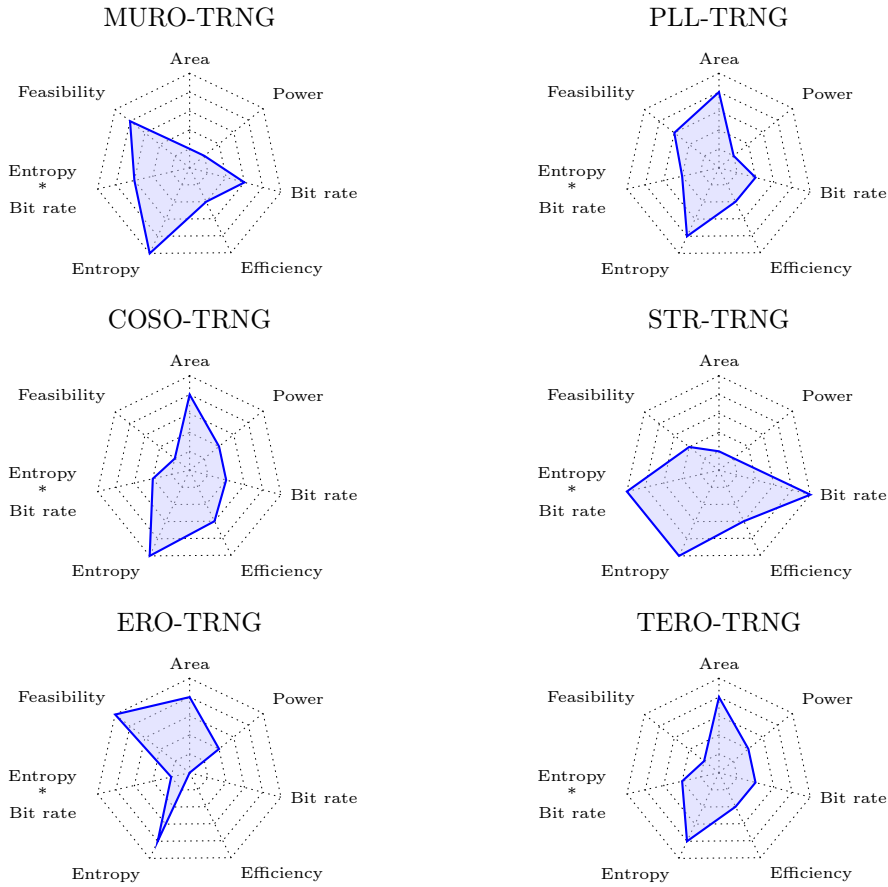 MURO-TRNG
Area
Feasibility
Power
Entropy
*
Bit rate
Bit rate
Entropy
Efficiency
PLL-TRNG
Area
Feasibility
Power
Entropy
*
Bit rate
Bit rate
Entropy
Efficiency
COSO-TRNG
Area
Feasibility
Power
Entropy
*
Bit rate
Bit rate
Entropy
Efficiency
STR-TRNG
Area
Feasibility
Power
Entropy
*
Bit rate
Bit rate
Entropy
Efficiency
ERO-TRNG
Area
Feasibility
Power
Entropy
*
Bit rate
Bit rate
Entropy
Efficiency
TERO-TRNG
Area
Feasibility
Power
Entropy
*
Bit rate
Bit rate
Entropy
Efficiency